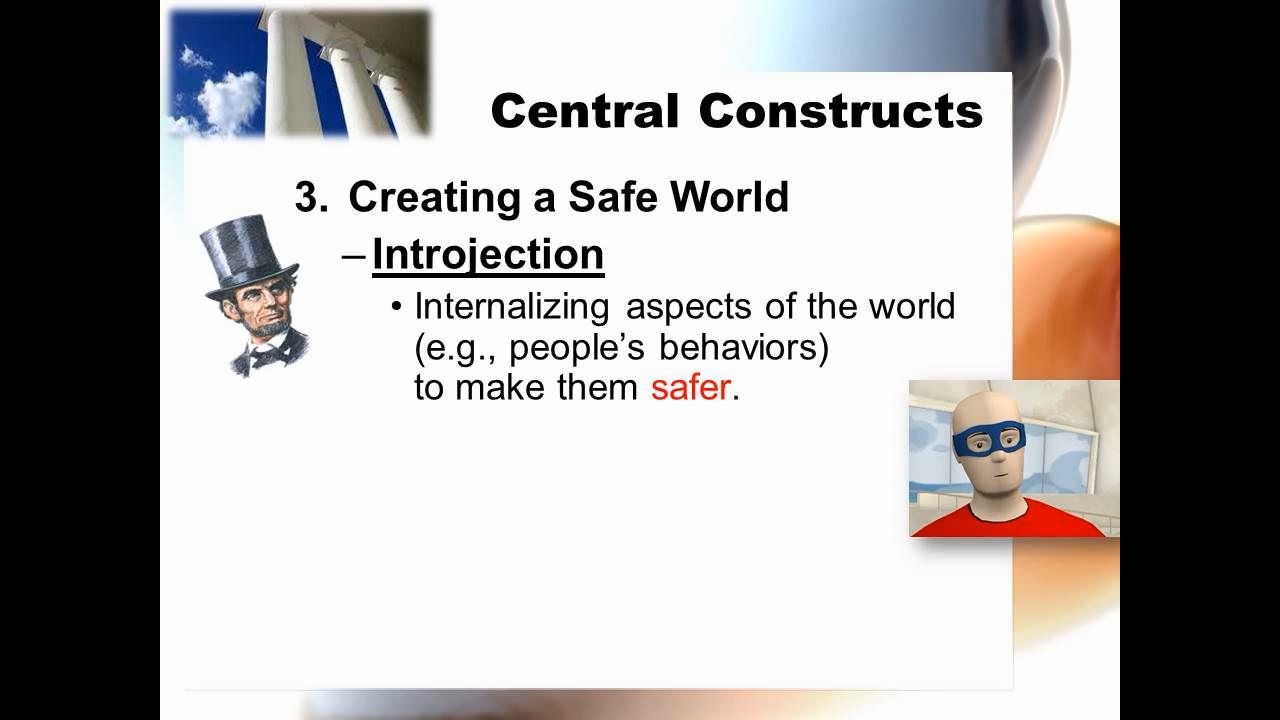 Central Constructs
3. Creating a Safe World
– Introjection
• Internalizing aspects of the world
(e.g., people’s behaviors)
to make them safer.